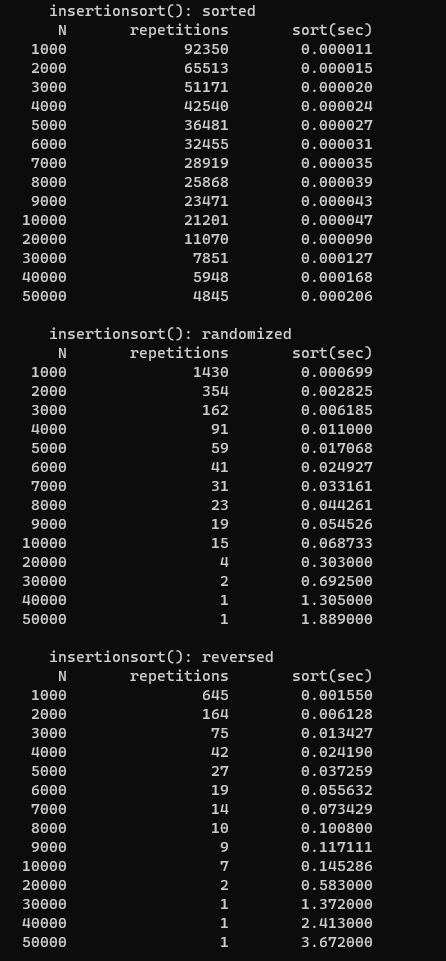 insertionsort(): sorted
N repetitions sort(sec)
1000 92350 0.000011
2000 65513 0.000015
3000 51171 0.000020
4000 42540 0.000024
5000 36481 0.000027
6000 32455 0.000031
7000 28919 0.000035
8000 25868 0.000039
9000 23471 0.000043
10000 21201 0.000047
20000 11070 0.000090
30000 7851 0.000127
40000 5948 0.000168
50000 4845 0.000206
insertionsort(): randomized
N repetitions sort(sec)
1000 1430 0.000699
2000 354 0.002825
3000 162 0.006185
4000 91 0.011000
5000 59 0.017068
6000 41 0.024927
7000 31 0.033161
8000 23 0.044261
9000 19 0.054526
10000 15 0.068733
20000 4 0.303000
30000 2 0.692500
40000 1 1.305000
50000 1 1.889000
insertionsort(): reversed
N repetitions sort(sec)
1000 645 0.001550
2000 164 0.006128
3000 75 0.013427
4000 42 0.024190
5000 27 0.037259
6000 19 0.055632
7000 14 0.073429
8000 10 0.100800
9000 9 0.117111
10000 7 0.145286
20000 2 0.583000
30000 1 1.372000
40000 1 2.413000
50000 1 3.672000